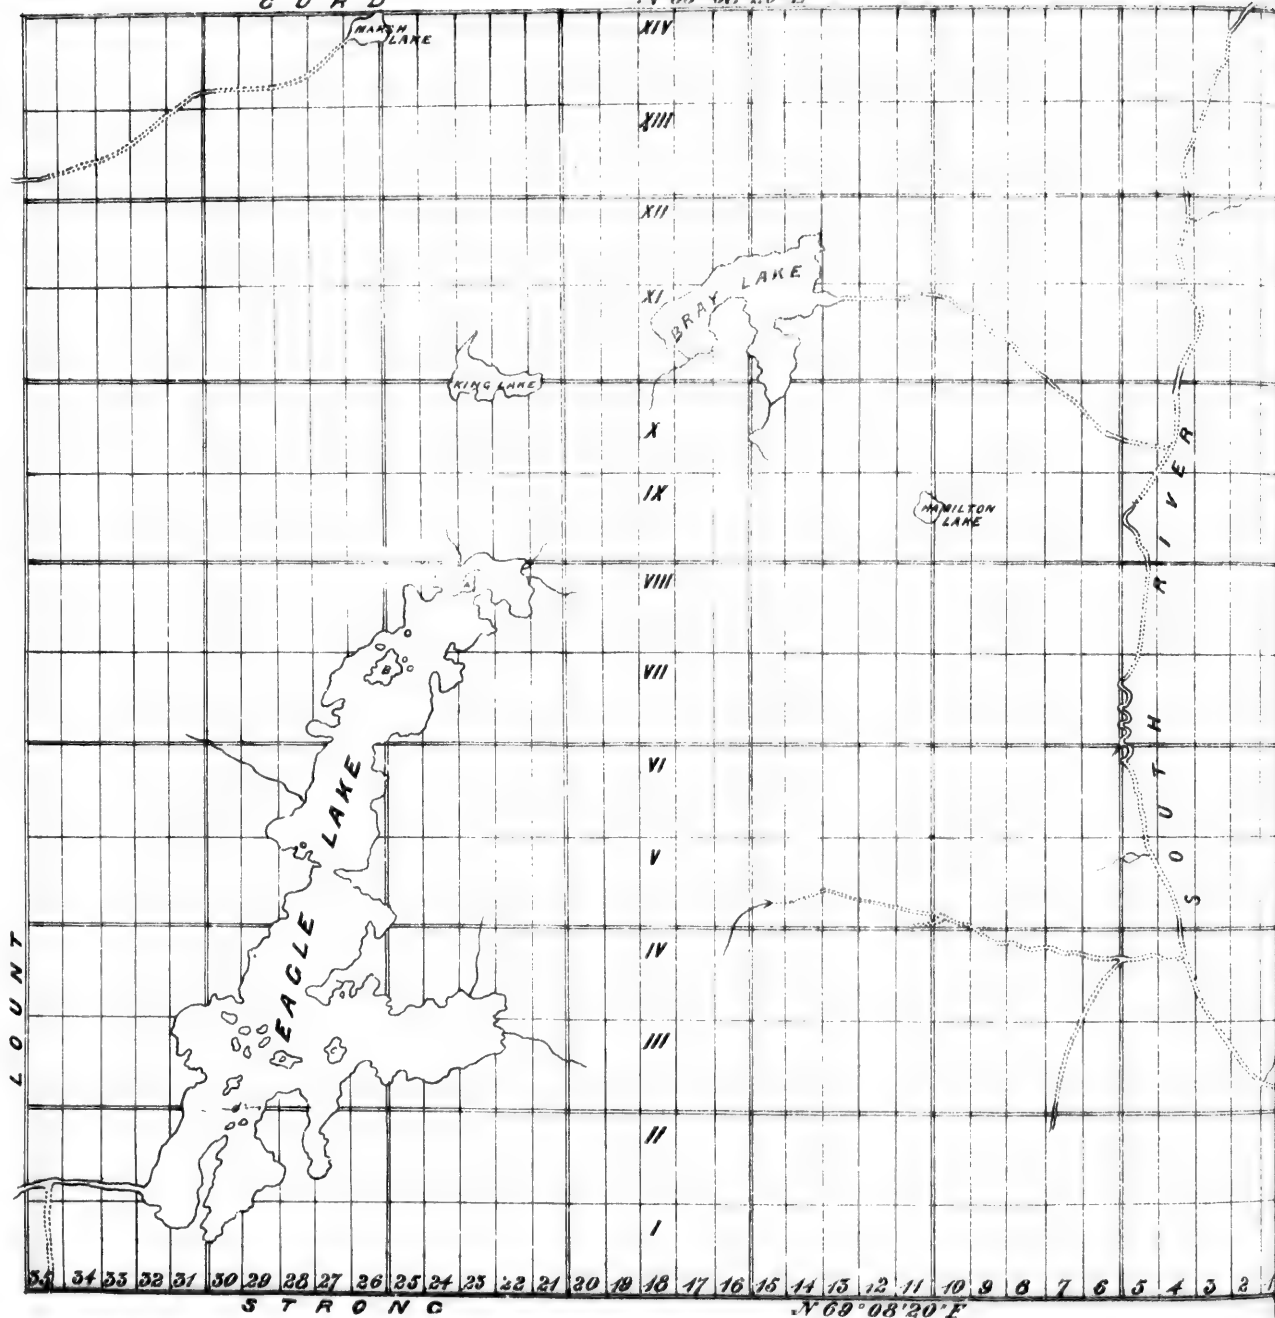 MARSH
LAKE
XIV
XIII
XII
XI
BRAY LAKE
KING LAKE
X
IX
HAMILTON
LAKE
VIII
B
VII
VI
V
IV
III
II
I
EAGLE LAKE
C
D
SOUTH RIVER
LOUNT
35 34 33 32 31 30 29 28 27 26 25 24 23 22 21 20 19 18 17 16 15 14 13 12 11 10 9 8 7 6 5 4 3 2 1
STRONG
N 69° 08' 20" E